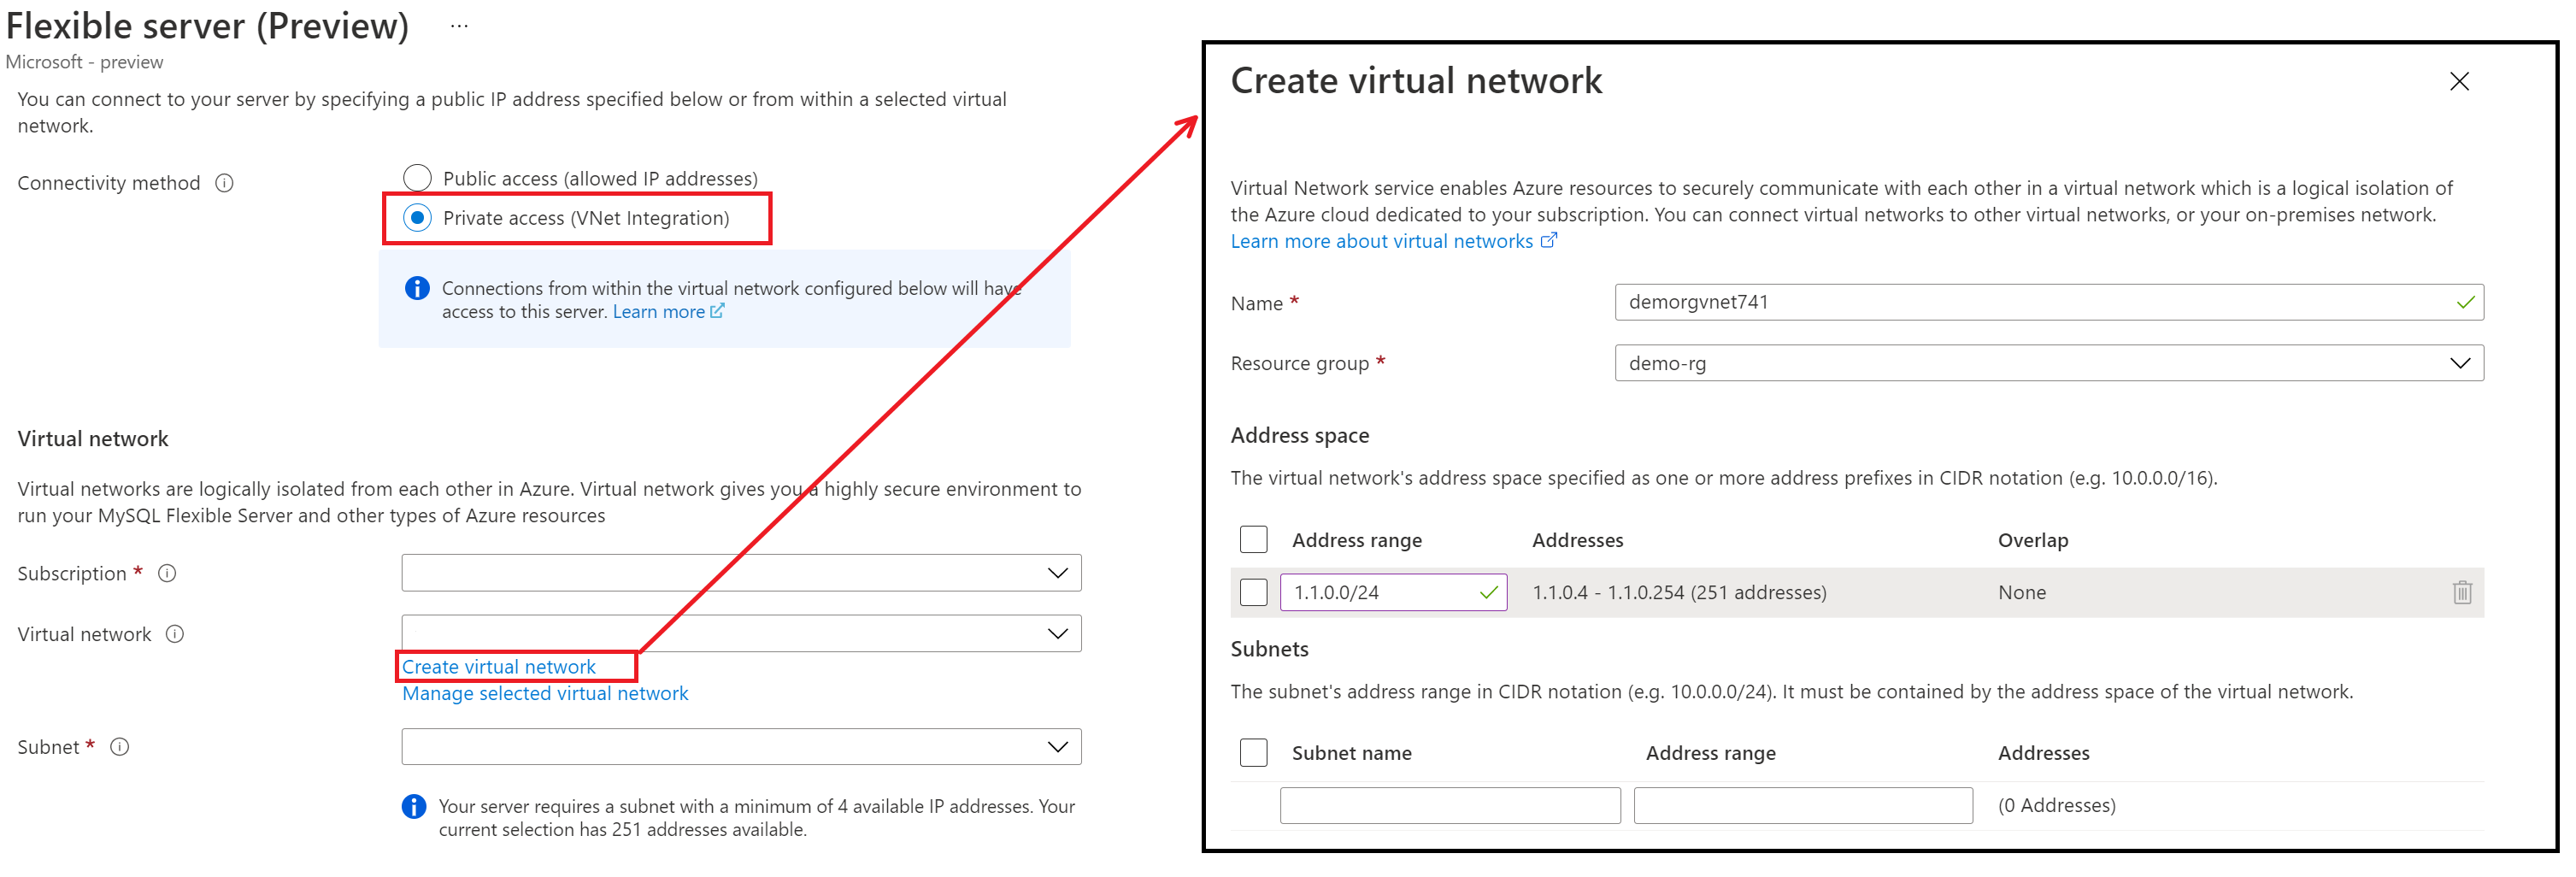 Flexible server (Preview) ...
Microsoft - preview
You can connect to your server by specifying a public IP address specified below or from within a selected virtual
network.
Connectivity method
Public access (allowed IP addresses)
Private access (VNet Integration)
Connections from within the virtual network configured below will have
access to this server. Learn more
Virtual network
Virtual networks are logically isolated from each other in Azure. Virtual network gives you a highly secure environment to
run your MySQL Flexible Server and other types of Azure resources
Subscription *
Virtual network
Create virtual network
Manage selected virtual network
Subnet *
Your server requires a subnet with a minimum of 4 available IP addresses. Your
current selection has 251 addresses available.
Create virtual network
Virtual Network service enables Azure resources to securely communicate with each other in a virtual network which is a logical isolation of
the Azure cloud dedicated to your subscription. You can connect virtual networks to other virtual networks, or your on-premises network.
Learn more about virtual networks
Name * demorgvnet741
Resource group * demo-rg
Address space
The virtual network's address space specified as one or more address prefixes in CIDR notation (e.g. 10.0.0.0/16).
Address range Addresses Overlap
1.1.0.0/24 1.1.0.4 - 1.1.0.254 (251 addresses) None
Subnets
The subnet's address range in CIDR notation (e.g. 10.0.0.0/24). It must be contained by the address space of the virtual network.
Subnet name Address range Addresses
(0 Addresses)